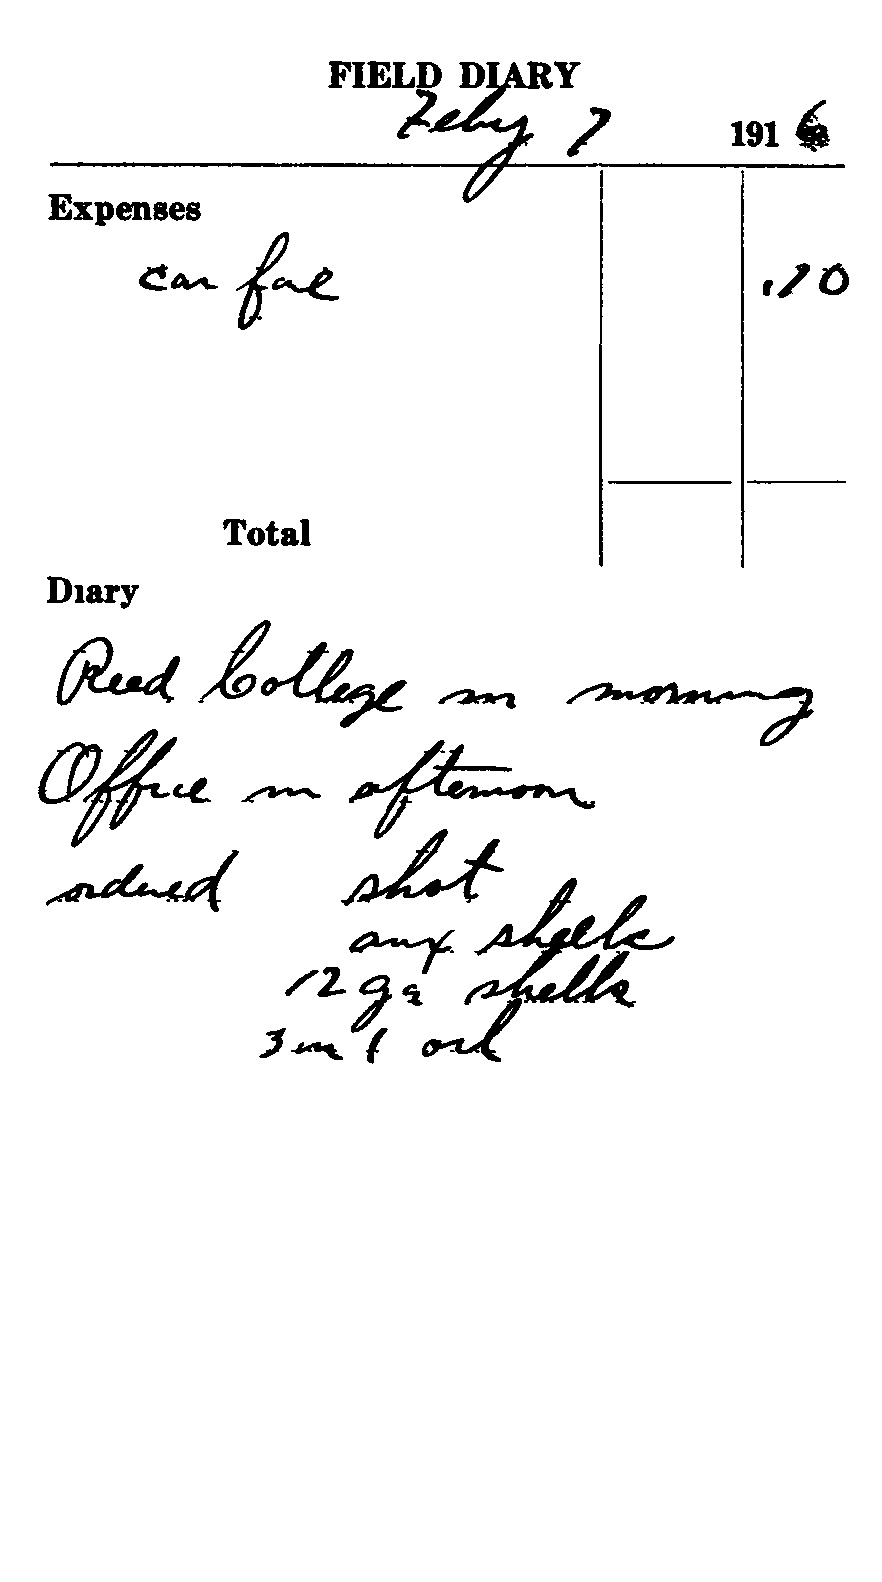 FIELD DIARY
Feby 7 1916
Expenses
car fare .10
Total
Diary
Reed College in morning
Office in afternoon
ordered shot
aux shells
12 ga shells
3 in 1 oil